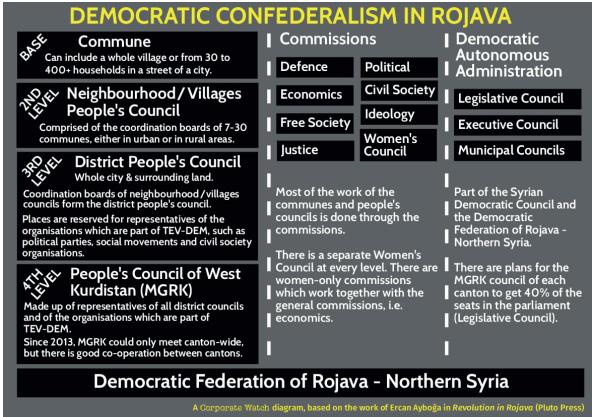 DEMOCRATIC CONFEDERALISM IN ROJAVA
BASE
Commune
Can include a whole village or from 30 to
400+ households in a street of a city.
2ND LEVEL
Neighbourhood/Villages
People's Council
Comprised of the coordination boards of 7-30
communes, either in urban or in rural areas.
3RD LEVEL
District People's Council
Whole city & surrounding land.
Coordination boards of neighbourhood/villages
councils form the district people's council.
Places are reserved for representatives of the
organisations which are part of TEV-DEM, such as
political parties, social movements and civil society
organisations.
4TH LEVEL
People's Council of West
Kurdistan (MGRK)
Made up of representatives of all district councils
and of the organisations which are part of
TEV-DEM.
Since 2013, MGRK could only meet canton-wide,
but there is good co-operation between cantons.
Commissions
Defence
Political
Economics
Civil Society
Free Society
Ideology
Justice
Women's
Council
Most of the work of the
communes and people's
councils is done through the
commissions.
There is a separate Women's
Council at every level. There are
women-only commissions
which work together with the
general commissions, i.e.
economics.
Democratic
Autonomous
Administration
Legislative Council
Executive Council
Municipal Councils
Part of the Syrian
Democratic Council and
the Democratic
Federation of Rojava -
Northern Syria.
There are plans for the
MGRK council of each
canton to get 40% of the
seats in the parliament
(Legislative Council).
Democratic Federation of Rojava - Northern Syria
A Corporate Watch diagram, based on the work of Ercan Ayboğa in Revolution in Rojava (Pluto Press)